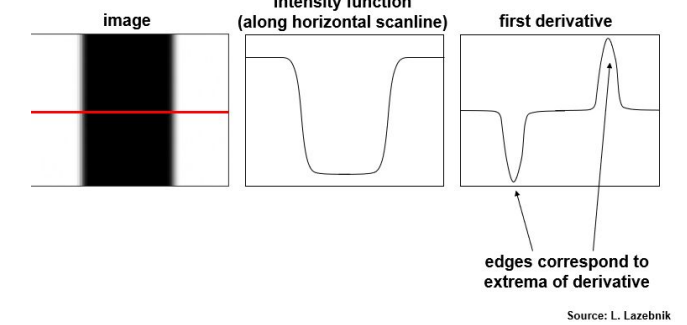 image
intensity function
(along horizontal scanline)
first derivative
edges correspond to
extrema of derivative
Source: L. Lazebnik